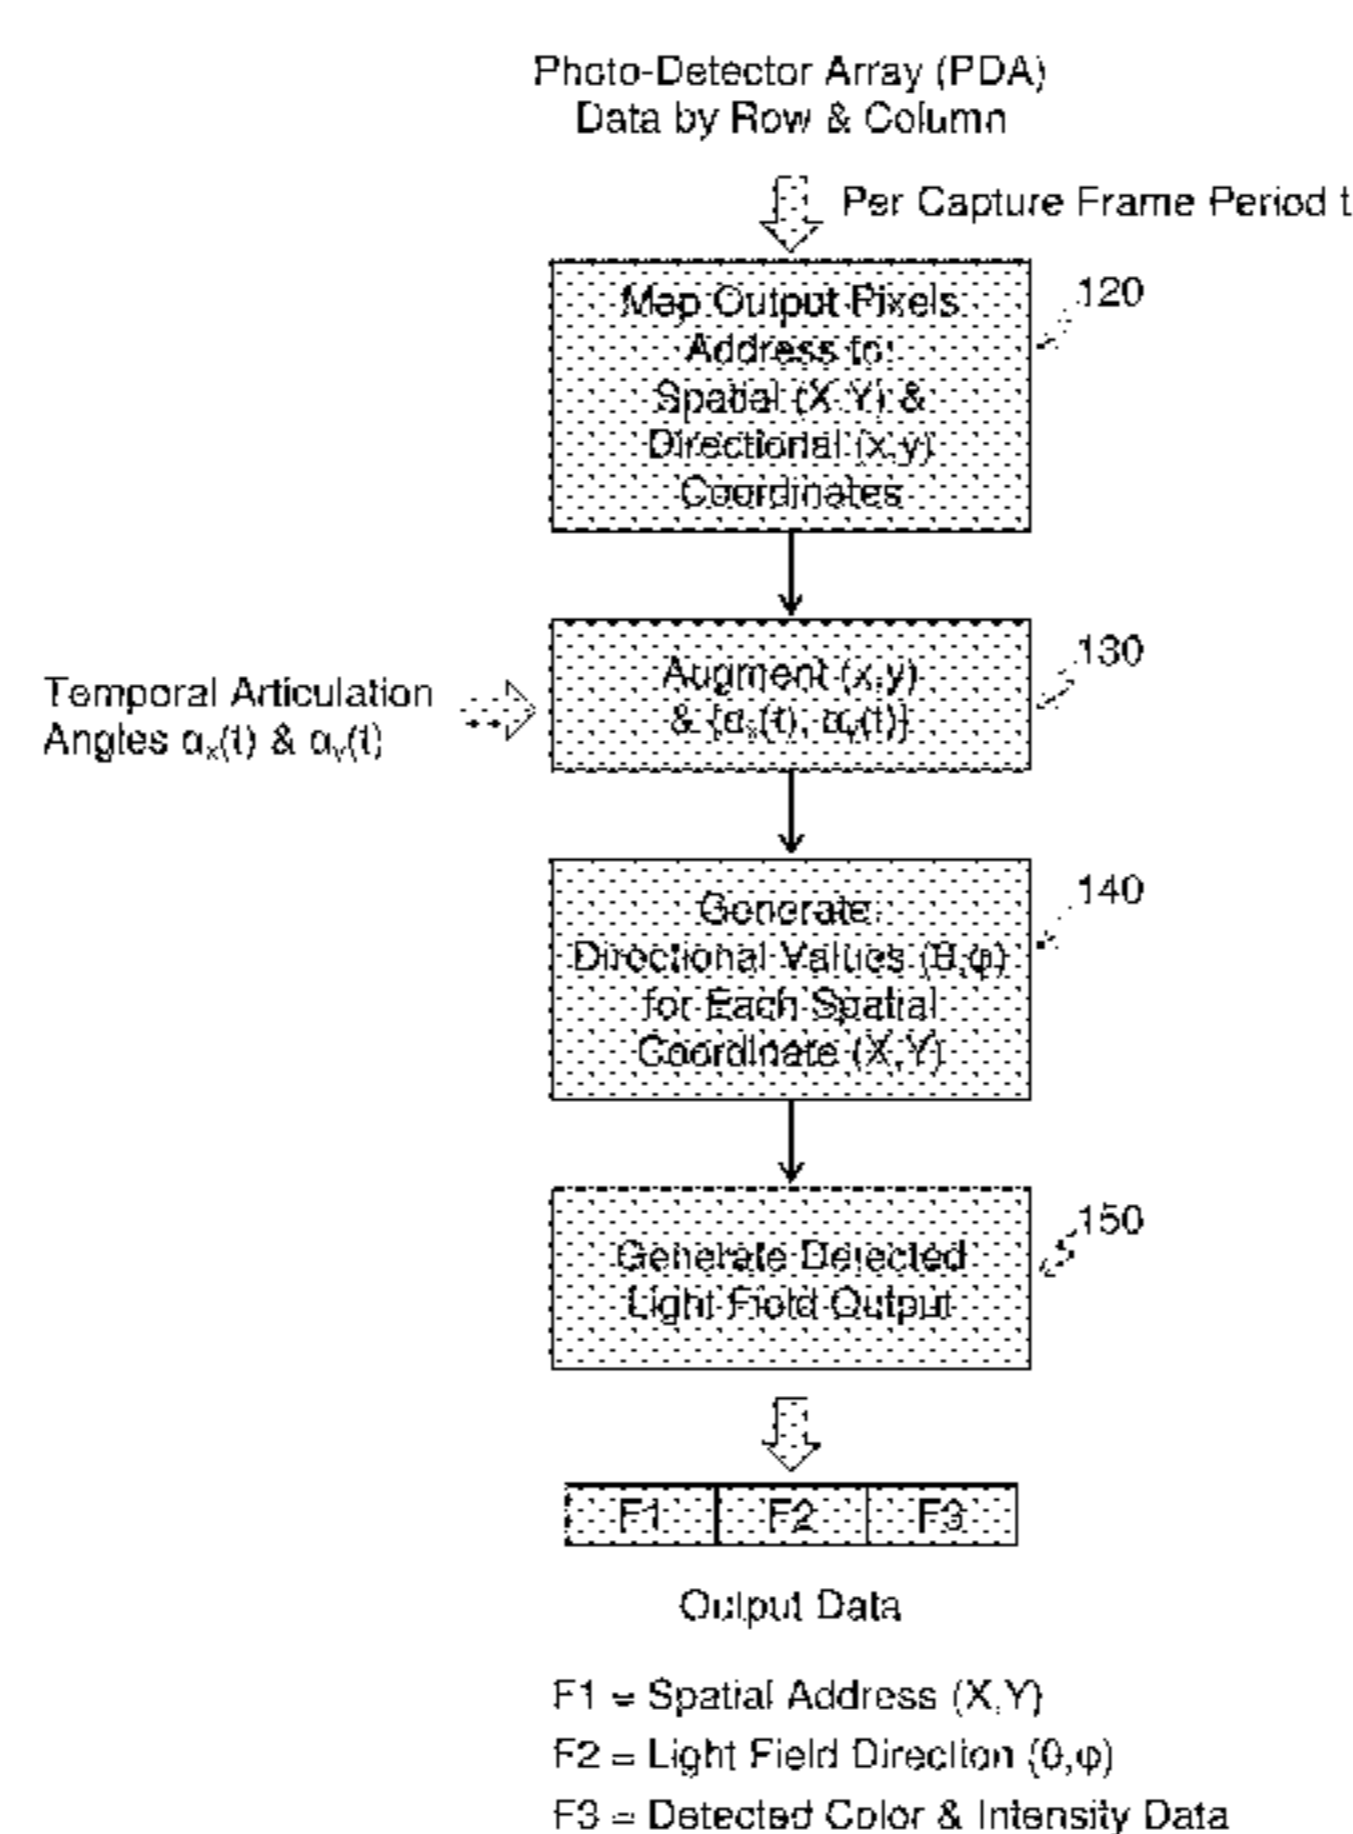 Photo-Detector Array (PDA)
Data by Row & Column
Per Capture Frame Period t
Map Output Pixels
Address to:
Spatial (X,Y) &
Directional (x,y)
Coordinates
120
Temporal Articulation
Angles αx(t) & αy(t)
Augment (x,y)
& {αx(t), αy(t)}
130
Generate
Directional Values (θ,φ)
for Each Spatial
Coordinate (X,Y)
140
Generate Detected
Light Field Output
150
F1 F2 F3
Output Data
F1 = Spatial Address (X,Y)
F2 = Light Field Direction (θ,φ)
F3 = Detected Color & Intensity Data